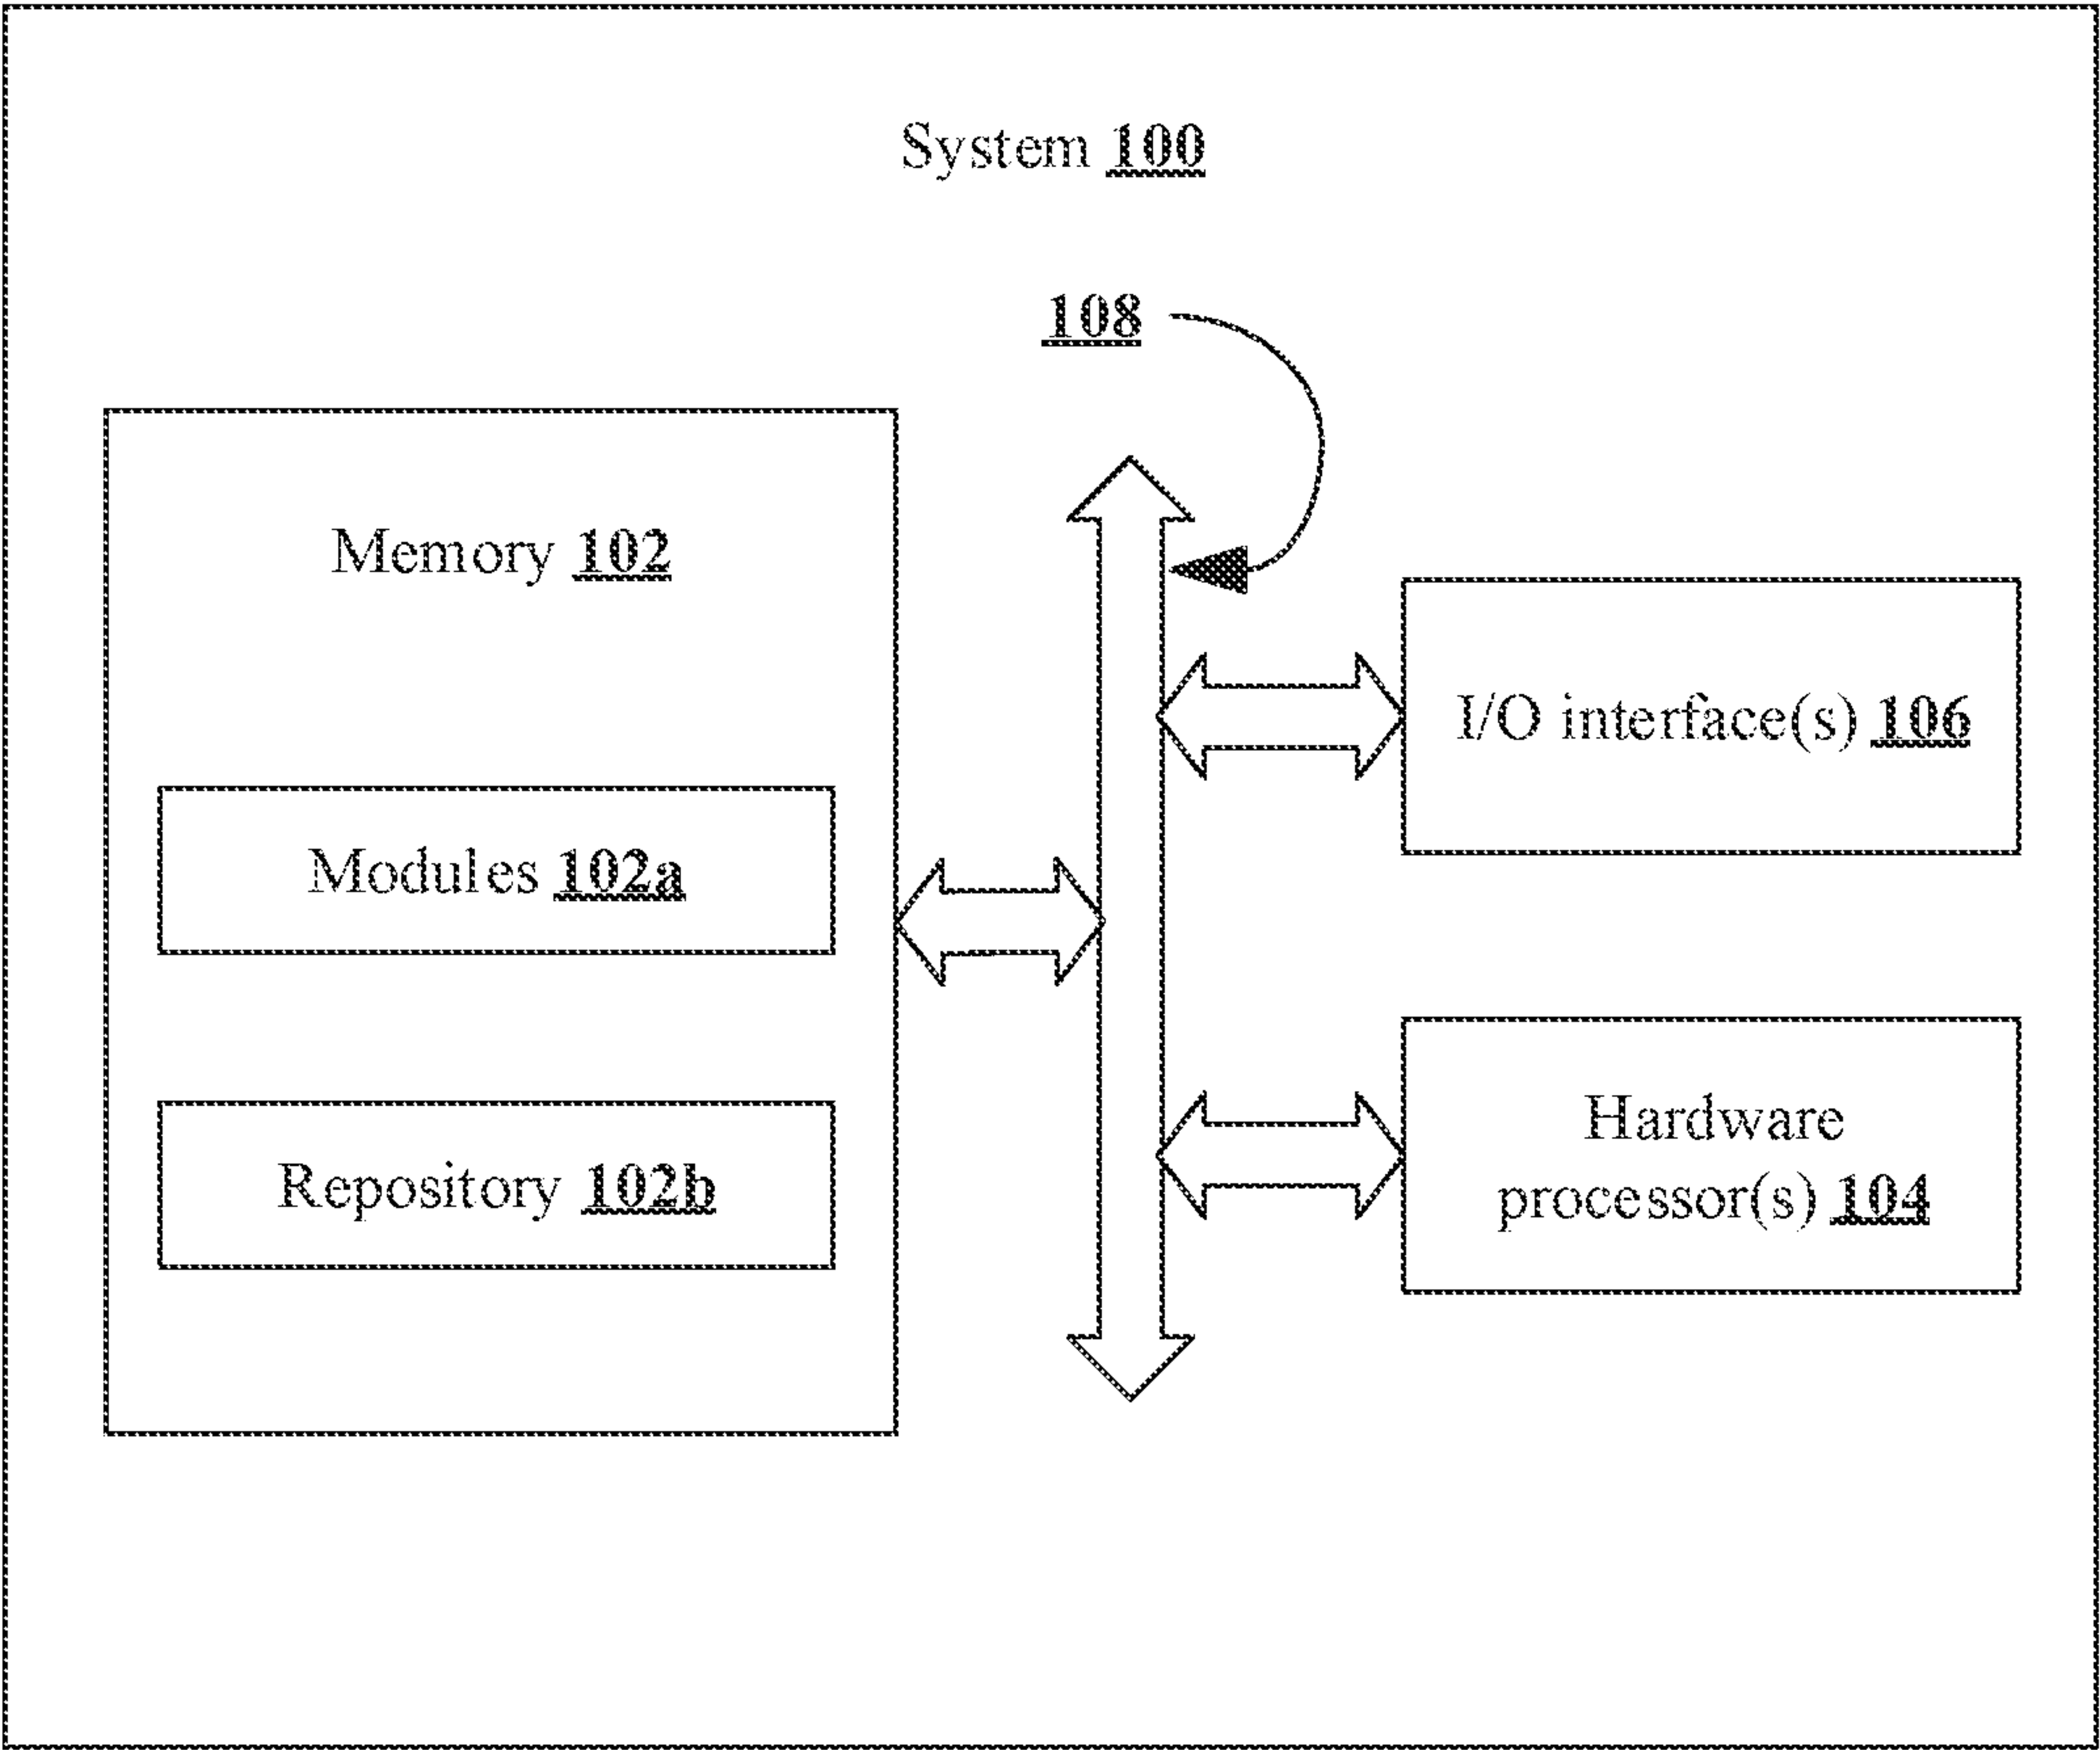 System 100
108
Memory 102
I/O interface(s) 106
Modules 102a
Hardware
processor(s) 104
Repository 102b